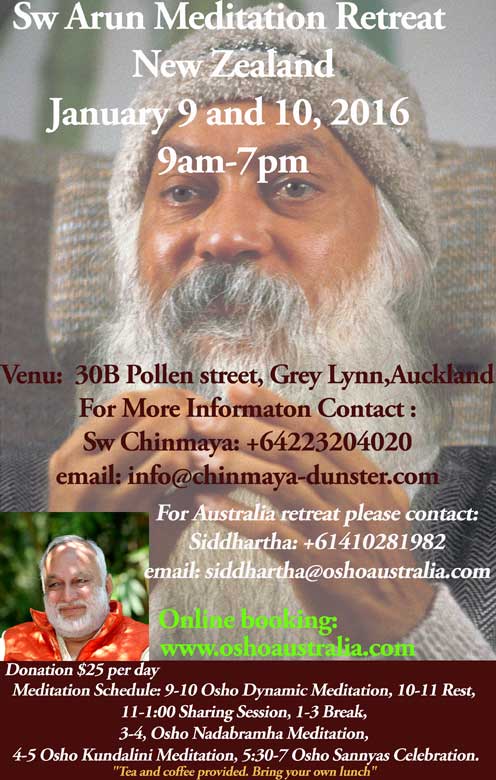 Sw Arun Meditation Retreat
New Zealand
January 9 and 10, 2016
9am-7pm
Venu: 30B Pollen street, Grey Lynn,Auckland
For More Informaton Contact :
Sw Chinmaya: +64223204020
email: info@chinmaya-dunster.com
For Australia retreat please contact:
Siddhartha: +61410281982
email: siddhartha@oshoaustralia.com
Online booking:
www.oshoaustralia.com
Donation $25 per day
Meditation Schedule: 9-10 Osho Dynamic Meditation, 10-11 Rest,
11-1:00 Sharing Session, 1-3 Break,
3-4, Osho Nadabramha Meditation,
4-5 Osho Kundalini Meditation, 5:30-7 Osho Sannyas Celebration.
"Tea and coffee provided. Bring your own lunch"